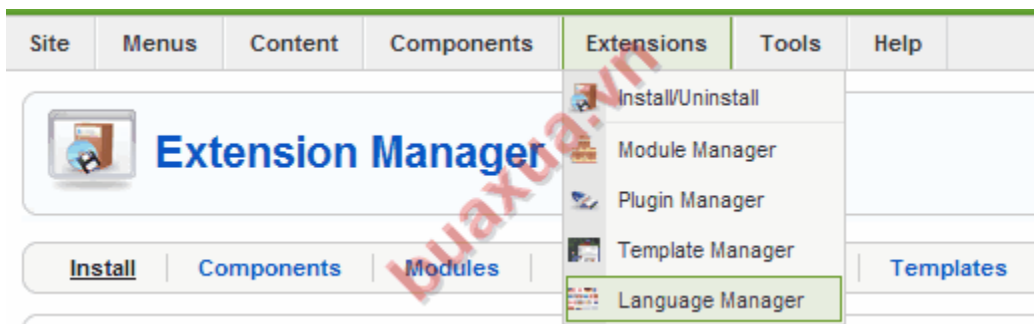 Site Menus Content Components Extensions Tools Help
Install/Uninstall
Extension Manager
Module Manager
Plugin Manager
Template Manager
Install Components Modules Templates
Language Manager
buaxua.vn